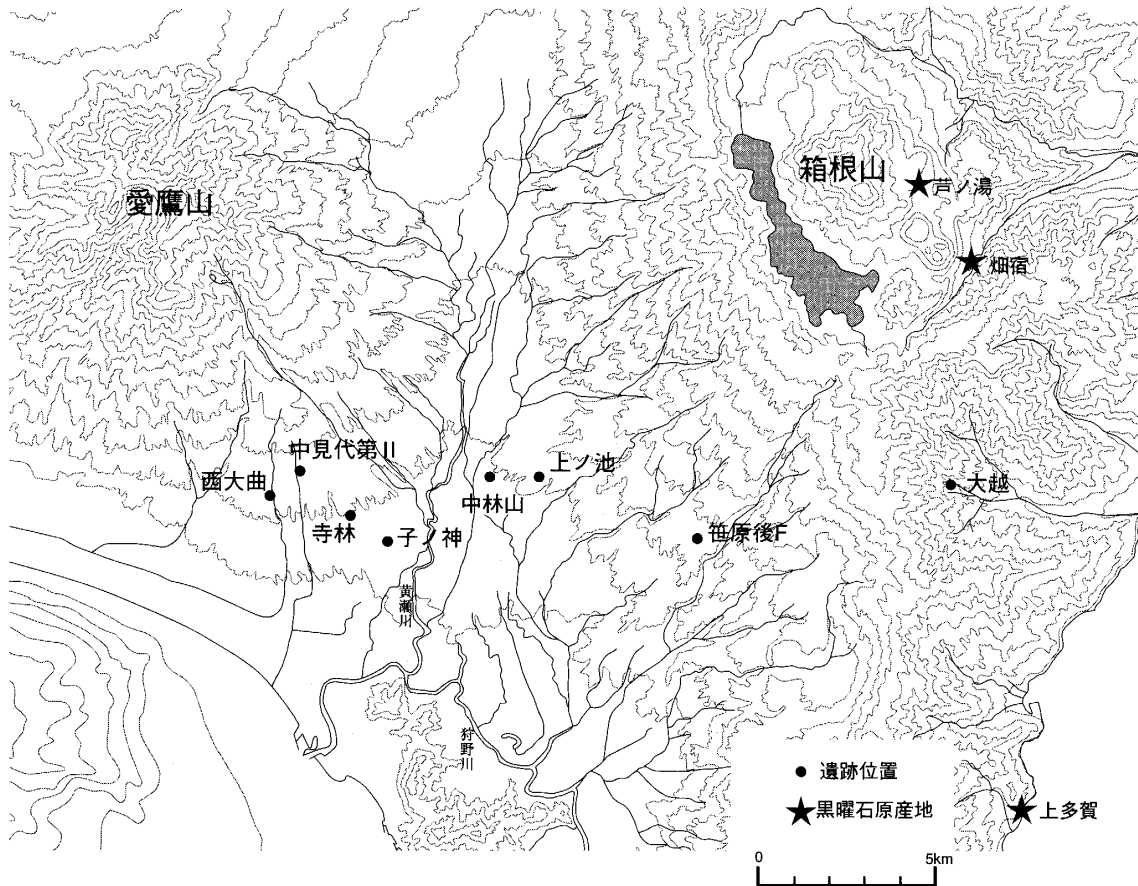 箱根山
芦ノ湯
愛鷹山
畑宿
中見代第Ⅱ
上ノ池
西大曲
大越
中林山
寺林
子ノ神
笹原後F
黄瀬川
狩野川
遺跡位置
黒曜石原産地
上多賀
0 5km